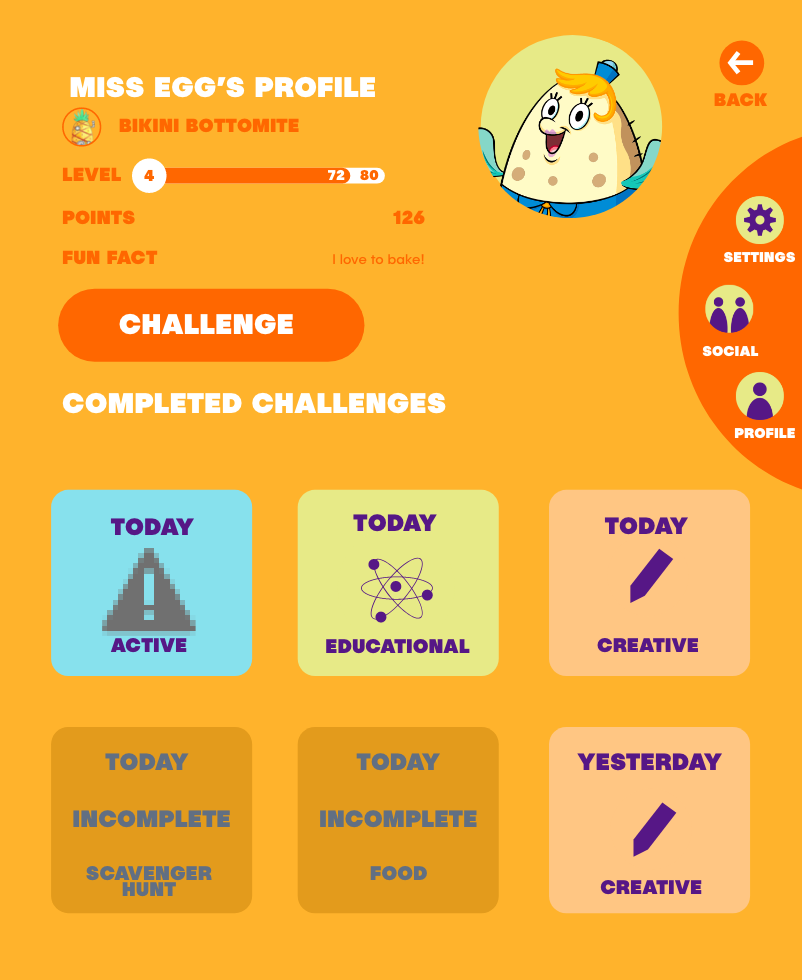 MISS EGG'S PROFILE
BACK
BIKINI BOTTOMITE
LEVEL 4 72 80
POINTS 126
FUN FACT I love to bake!
SETTINGS
SOCIAL
PROFILE
CHALLENGE
COMPLETED CHALLENGES
TODAY
ACTIVE
TODAY
EDUCATIONAL
TODAY
CREATIVE
TODAY
INCOMPLETE
SCAVENGER
HUNT
TODAY
INCOMPLETE
FOOD
YESTERDAY
CREATIVE